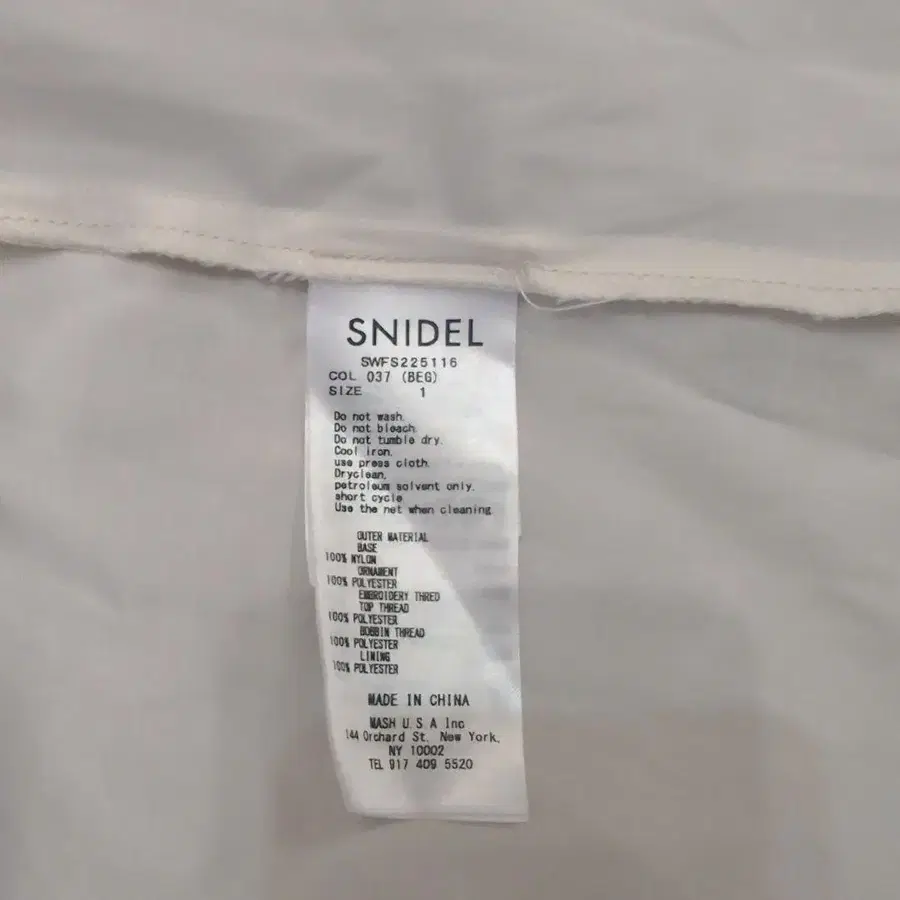 SNIDEL
SWFS225116
COL 037 (BEG)
SIZE 1
Do not wash.
Do not bleach.
Do not tumble dry.
Cool iron.
use press cloth.
Dryclean.
petroleum solvent only.
short cycle
Use the net when cleaning
OUTER MATERIAL
BASE
100% NYLON
ORNAMENT
100% POLYESTER
EMBROIDERY THRED
TOP THREAD
100% POLYESTER
BOBBIN THREAD
100% POLYESTER
LINING
100% POLYESTER
MADE IN CHINA
MASH U.S.A Inc
144 Orchard St. New York,
NY 10002
TEL 917 409 5520